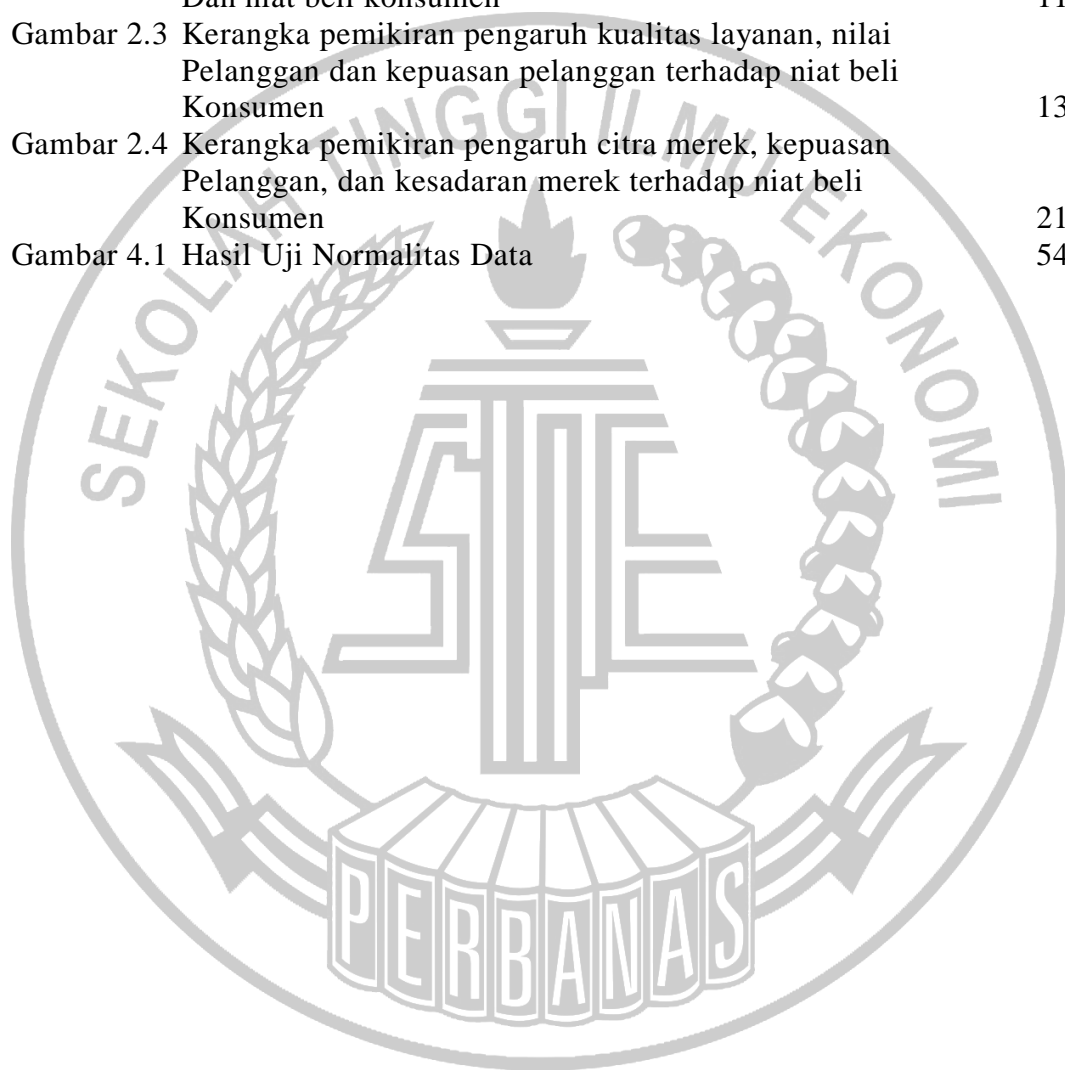 Dan niat beli konsumen 11
Gambar 2.3 Kerangka pemikiran pengaruh kualitas layanan, nilai
Pelanggan dan kepuasan pelanggan terhadap niat beli
Konsumen 13
Gambar 2.4 Kerangka pemikiran pengaruh citra merek, kepuasan
Pelanggan, dan kesadaran merek terhadap niat beli
Konsumen 21
Gambar 4.1 Hasil Uji Normalitas Data 54
SEKOLAH TINGGI ILMU EKONOMI
STIE
PERBANAS